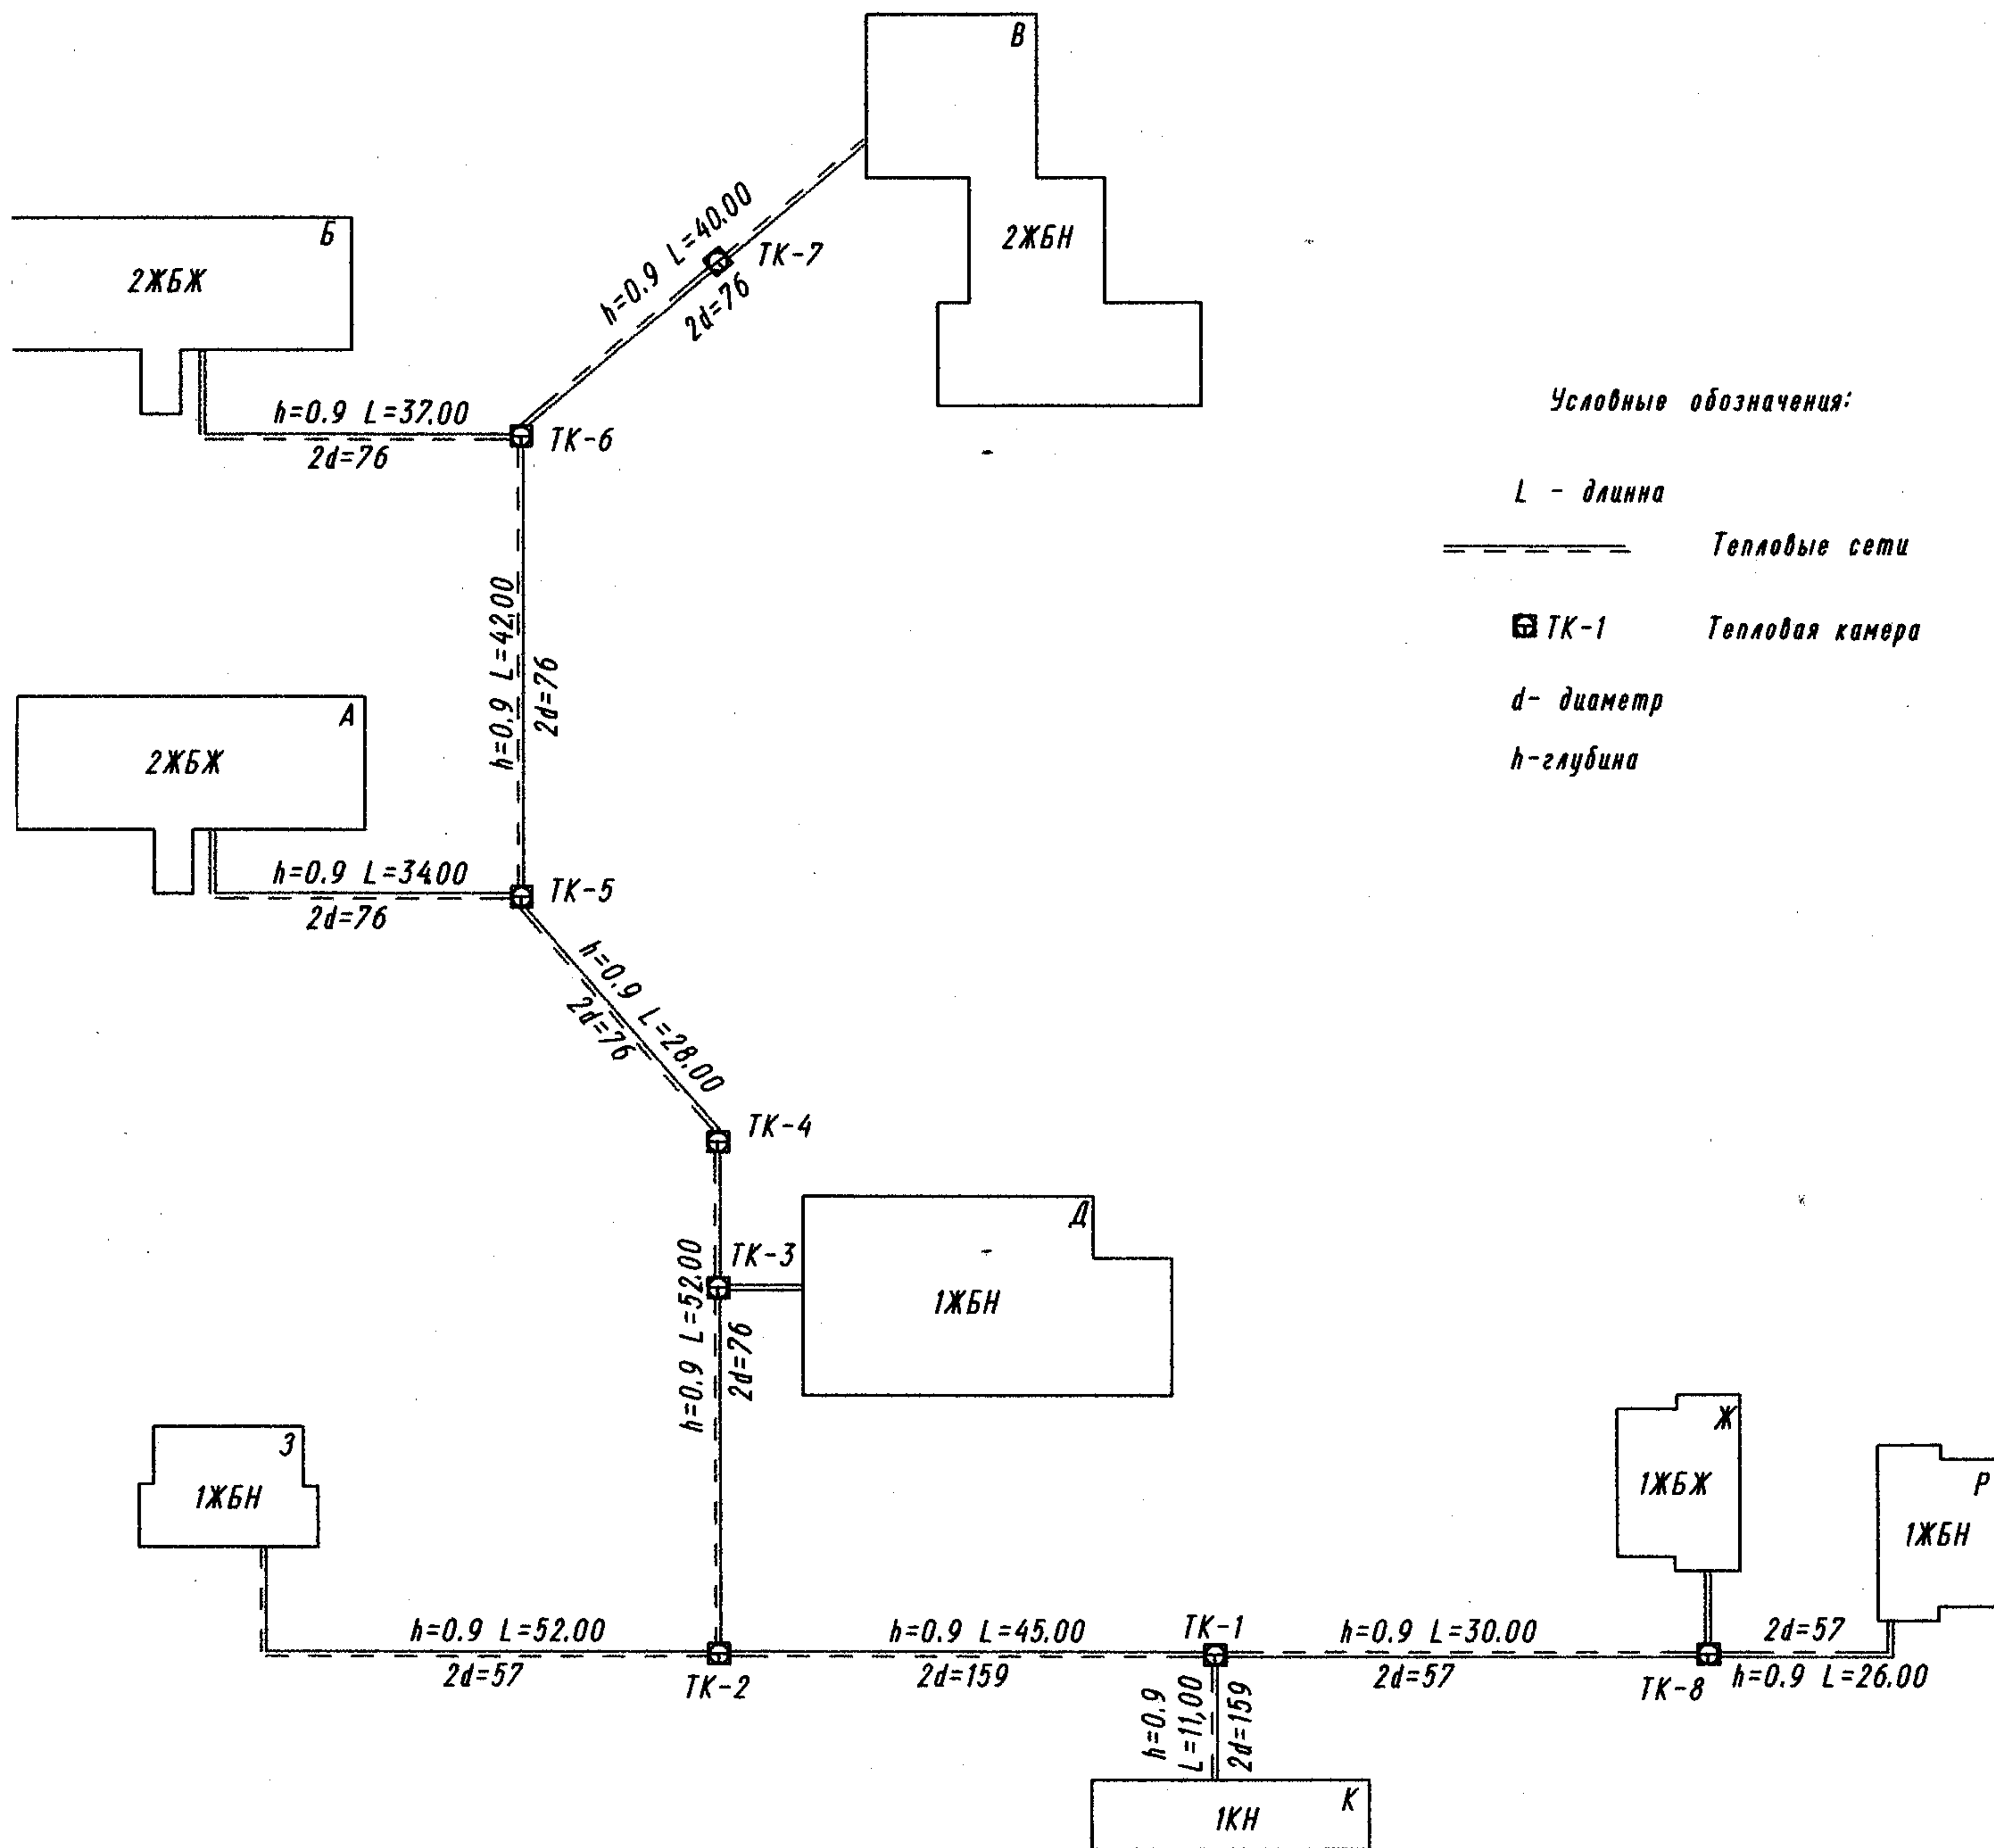 В
h=0.9 L=40.00
ТК-7
2d=76
2ЖБН
Б
2ЖБЖ
h=0.9 L=37.00
2d=76
ТК-6
Условные обозначения:
L - длинна
Тепловые сети
ТК-1 Тепловая камера
d- диаметр
h-глубина
h=0.9 L=42.00
2d=76
А
2ЖБЖ
h=0.9 L=34.00
2d=76
ТК-5
h=0.9 L=28.00
2d=76
ТК-4
Д
ТК-3
1ЖБН
h=0.9 L=52.00
2d=76
З
1ЖБН
Ж
1ЖБЖ
Р
1ЖБН
h=0.9 L=52.00
2d=57
ТК-2
h=0.9 L=45.00
2d=159
ТК-1
h=0.9 L=30.00
2d=57
ТК-8
2d=57
h=0.9 L=26.00
h=0.9
L=11,00
2d=159
К
1КН